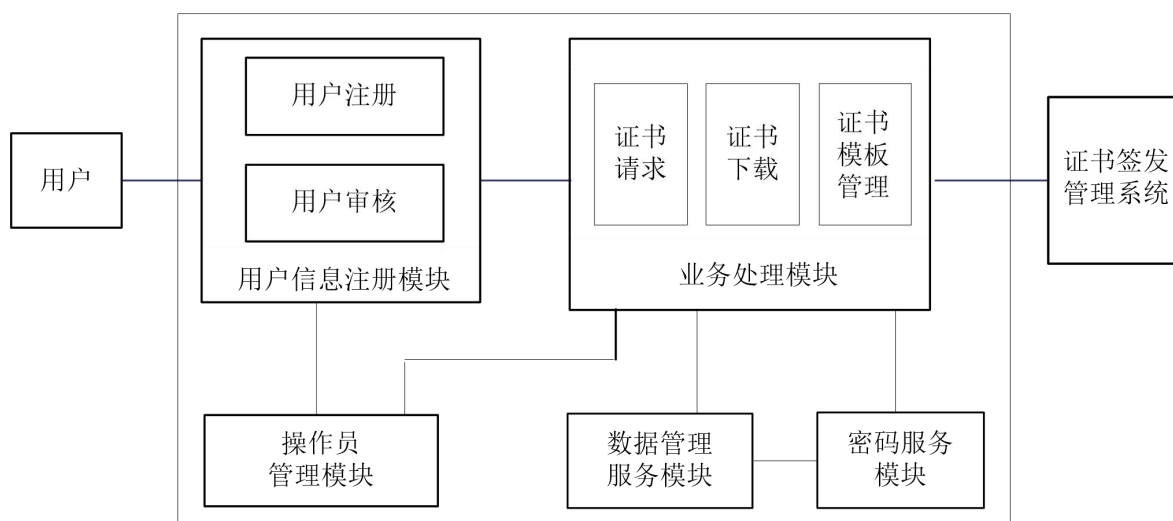 用户
用户注册
用户审核
用户信息注册模块
证书
请求
证书
下载
证书
模板
管理
业务处理模块
证书签发
管理系统
操作员
管理模块
数据管理
服务模块
密码服务
模块